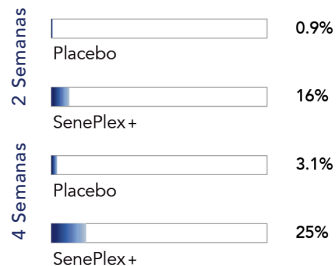 2 Semanas
0.9%
Placebo
16%
SenePlex+
4 Semanas
3.1%
Placebo
25%
SenePlex+